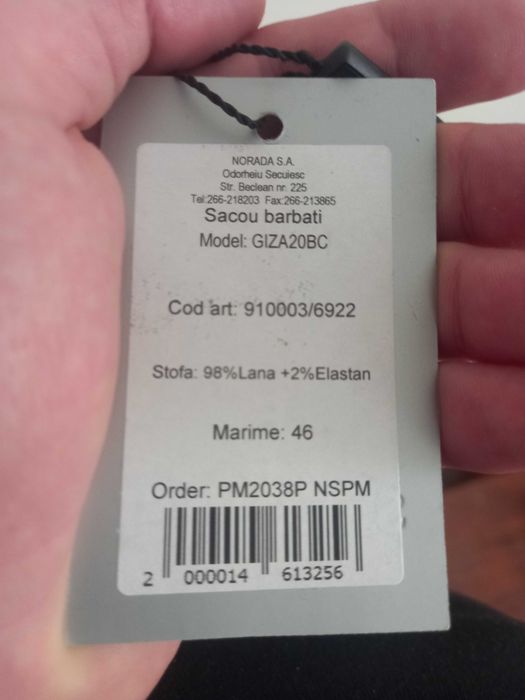 NORADA S.A.
Odorheiu Secuiesc
Str. Beclean nr. 225
Tel:266-218203 Fax:266-213865
Sacou barbati
Model: GIZA20BC
Cod art: 910003/6922
Stofa: 98%Lana +2%Elastan
Marime: 46
Order: PM2038P NSPM
2 000014 613256